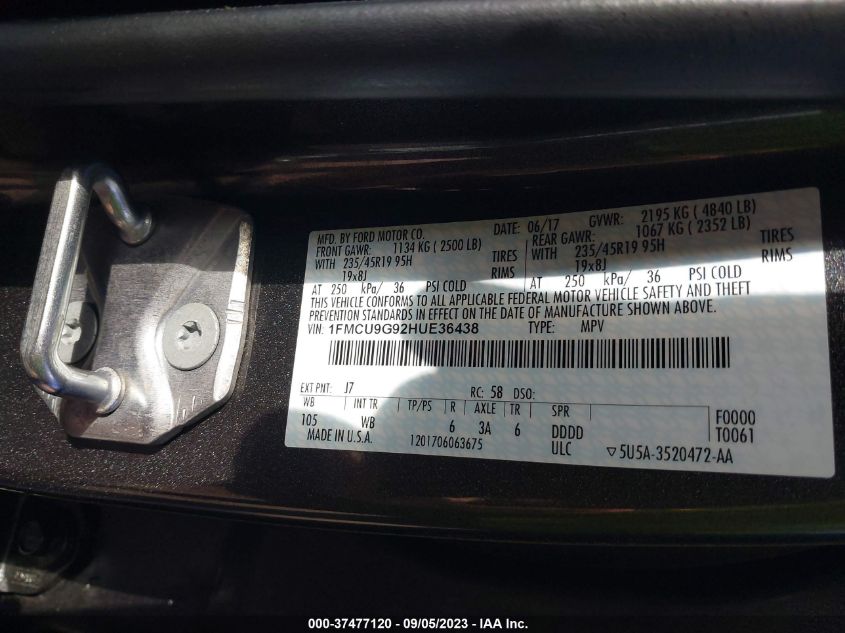 MFD. BY FORD MOTOR CO. DATE: 06/17 GVWR: 2195 KG ( 4840 LB)
FRONT GAWR: 1134 KG ( 2500 LB) REAR GAWR: 1067 KG ( 2352 LB)
WITH 235/45R19 95H TIRES WITH 235/45R19 95H TIRES
19x8J RIMS 19x8J RIMS
AT 250 kPa/ 36 PSI COLD AT 250 kPa/ 36 PSI COLD
THIS VEHICLE CONFORMS TO ALL APPLICABLE FEDERAL MOTOR VEHICLE SAFETY AND THEFT
PREVENTION STANDARDS IN EFFECT ON THE DATE OF MANUFACTURE SHOWN ABOVE.
VIN: 1FMCU9G92HUE36438 TYPE: MPV
EXT PNT: J7 RC: 58 DSO:
WB INT TR TP/PS R AXLE TR SPR F0000
105 WB 6 3A 6 DDDD T0061
MADE IN U.S.A. 1201706063675 ULC ▽5U5A-3520472-AA
000-37477120 - 09/05/2023 - IAA Inc.